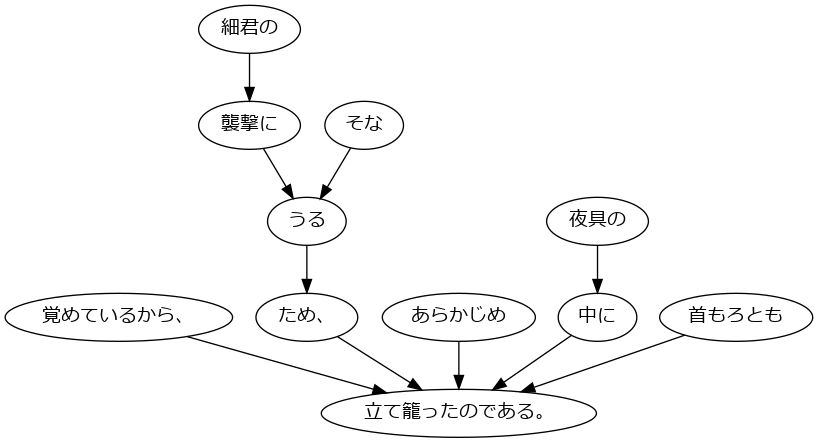 細君の
襲撃に
そな
うる
夜具の
覚めているから、
ため、
あらかじめ
中に
首もろとも
立て籠ったのである。